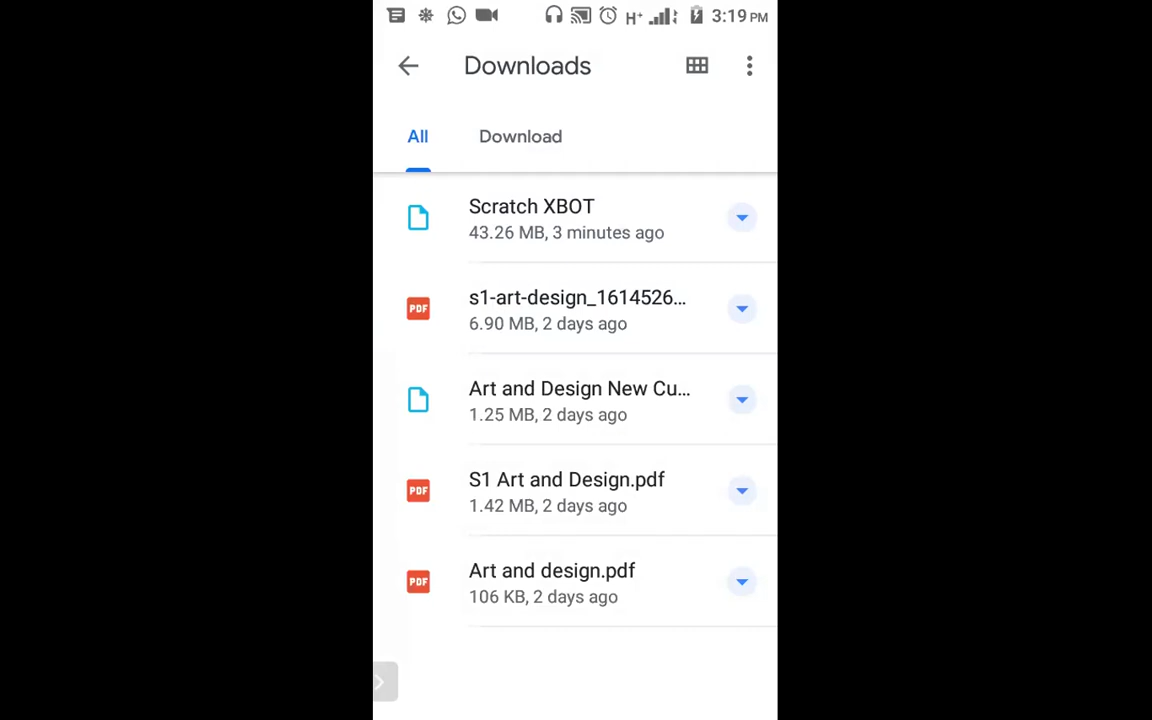 H+ 3:19 PM
Downloads
All Download
Scratch XBOT
43.26 MB, 3 minutes ago
PDF
s1-art-design_1614526...
6.90 MB, 2 days ago
Art and Design New Cu...
1.25 MB, 2 days ago
PDF
S1 Art and Design.pdf
1.42 MB, 2 days ago
PDF
Art and design.pdf
106 KB, 2 days ago